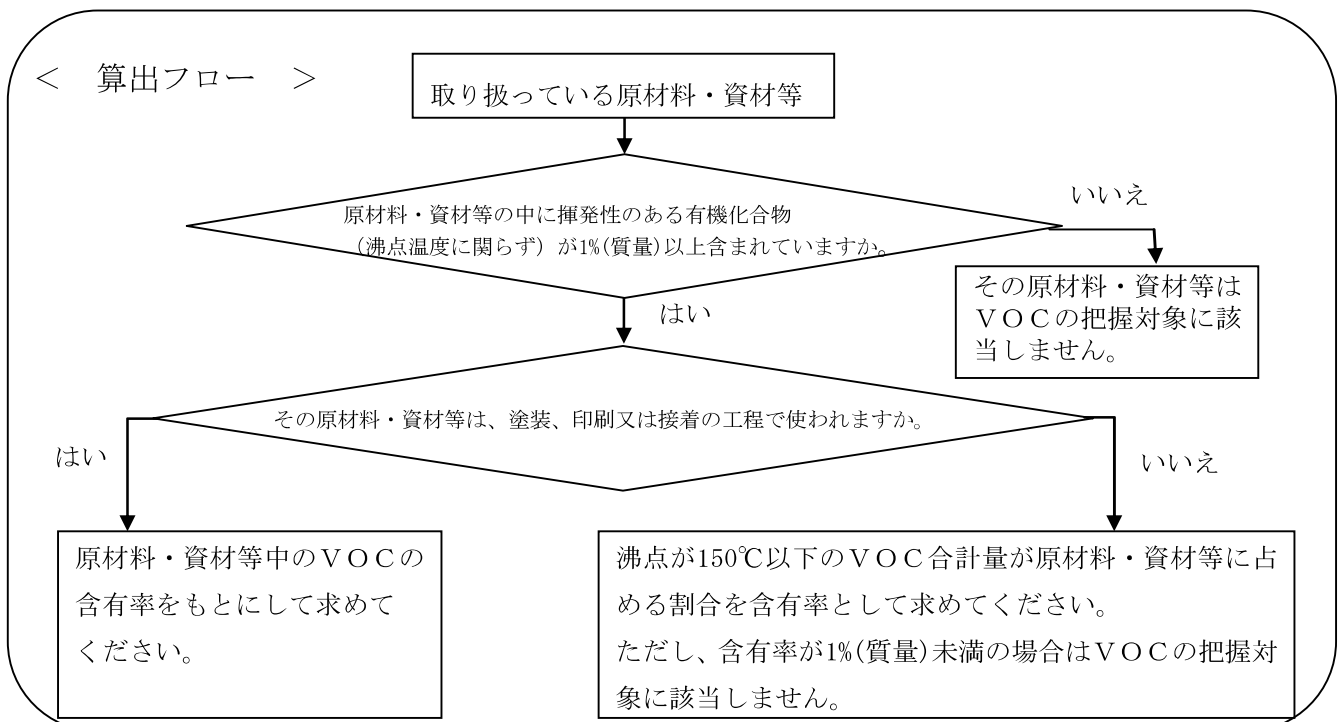 ＜　算出フロー　＞
取り扱っている原材料・資材等
原材料・資材等の中に揮発性のある有機化合物
（沸点温度に関らず）が1%(質量)以上含まれていますか。
いいえ
その原材料・資材等は
ＶＯＣの把握対象に該
当しません。
はい
その原材料・資材等は、塗装、印刷又は接着の工程で使われますか。
はい
いいえ
原材料・資材等中のＶＯＣの
含有率をもとにして求めて
ください。
沸点が150℃以下のＶＯＣ合計量が原材料・資材等に占
める割合を含有率として求めてください。
ただし、含有率が1%(質量)未満の場合はＶＯＣの把握対
象に該当しません。